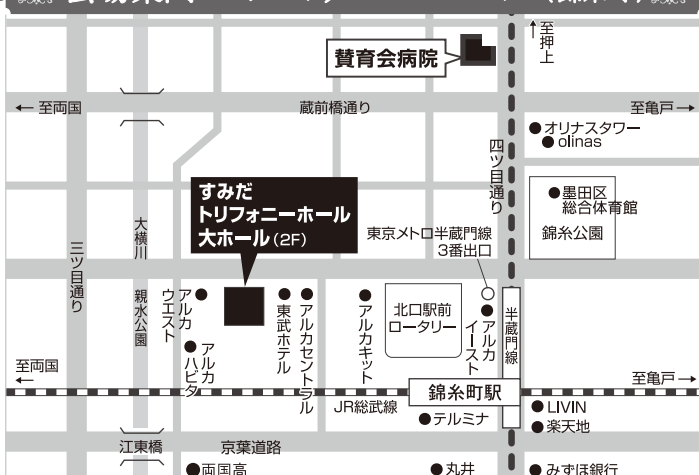 至押上
賛育会病院
← 至両国
蔵前橋通り
至亀戸 →
オリナスタワー
olinas
四ツ目通り
すみだ
トリフォニーホール
大ホール(2F)
墨田区
総合体育館
錦糸公園
東京メトロ半蔵門線
3番出口
三ツ目通り
大横川
親水公園
アルカ
ウエスト
アルカ
ハビタ
東武ホテル
アルカセントラル
アルカキット
北口駅前
ロータリー
アルカ
イースト
半蔵門線
至両国
←
錦糸町駅
至亀戸→
JR総武線
テルミナ
LIVIN
楽天地
江東橋
京葉道路
両国高
丸井
みずほ銀行